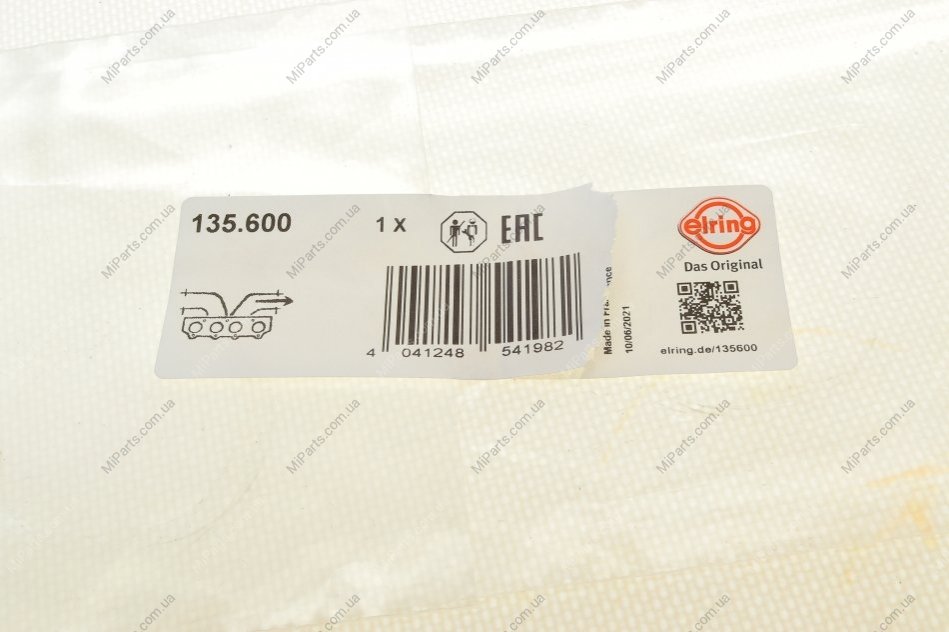 135.600
1 X
EAC
4 041248 541982
Made in France
10/06/2021
elring
Das Original
elring.de/135600
MiParts.com.ua